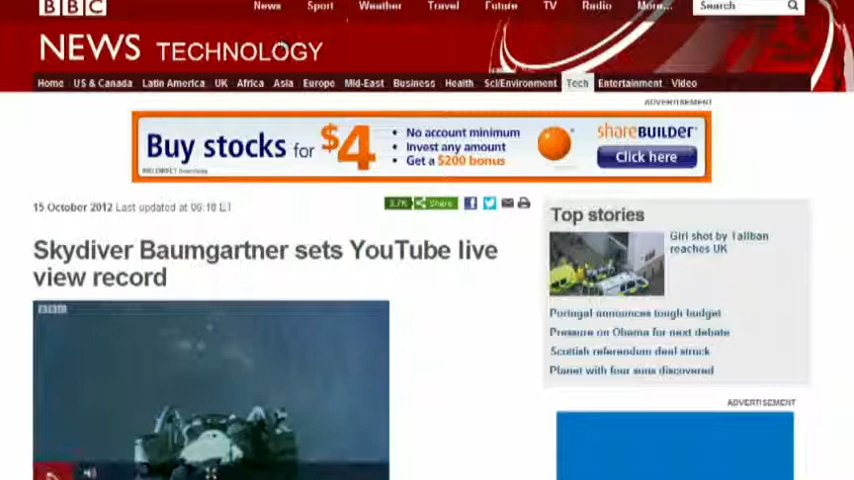 BBC
News Sport Weather Travel Future TV Radio More... Search
NEWS TECHNOLOGY
Home US & Canada Latin America UK Africa Asia Europe Mid-East Business Health Sci/Environment Tech Entertainment Video
ADVERTISEMENT
Buy stocks for $4
• No account minimum
• Invest any amount
• Get a $200 bonus
shareBUILDER
Click here
15 October 2012 Last updated at 06:18 ET
3.7K Share
Skydiver Baumgartner sets YouTube live
view record
BBC
Top stories
Girl shot by Taliban
reaches UK
Portugal announces tough budget
Pressure on Obama for next debate
Scottish referendum deal struck
Planet with four suns discovered
ADVERTISEMENT